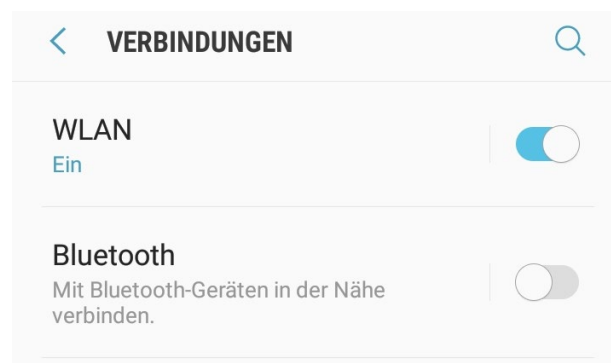 VERBINDUNGEN
WLAN
Ein
Bluetooth
Mit Bluetooth-Geräten in der Nähe
verbinden.